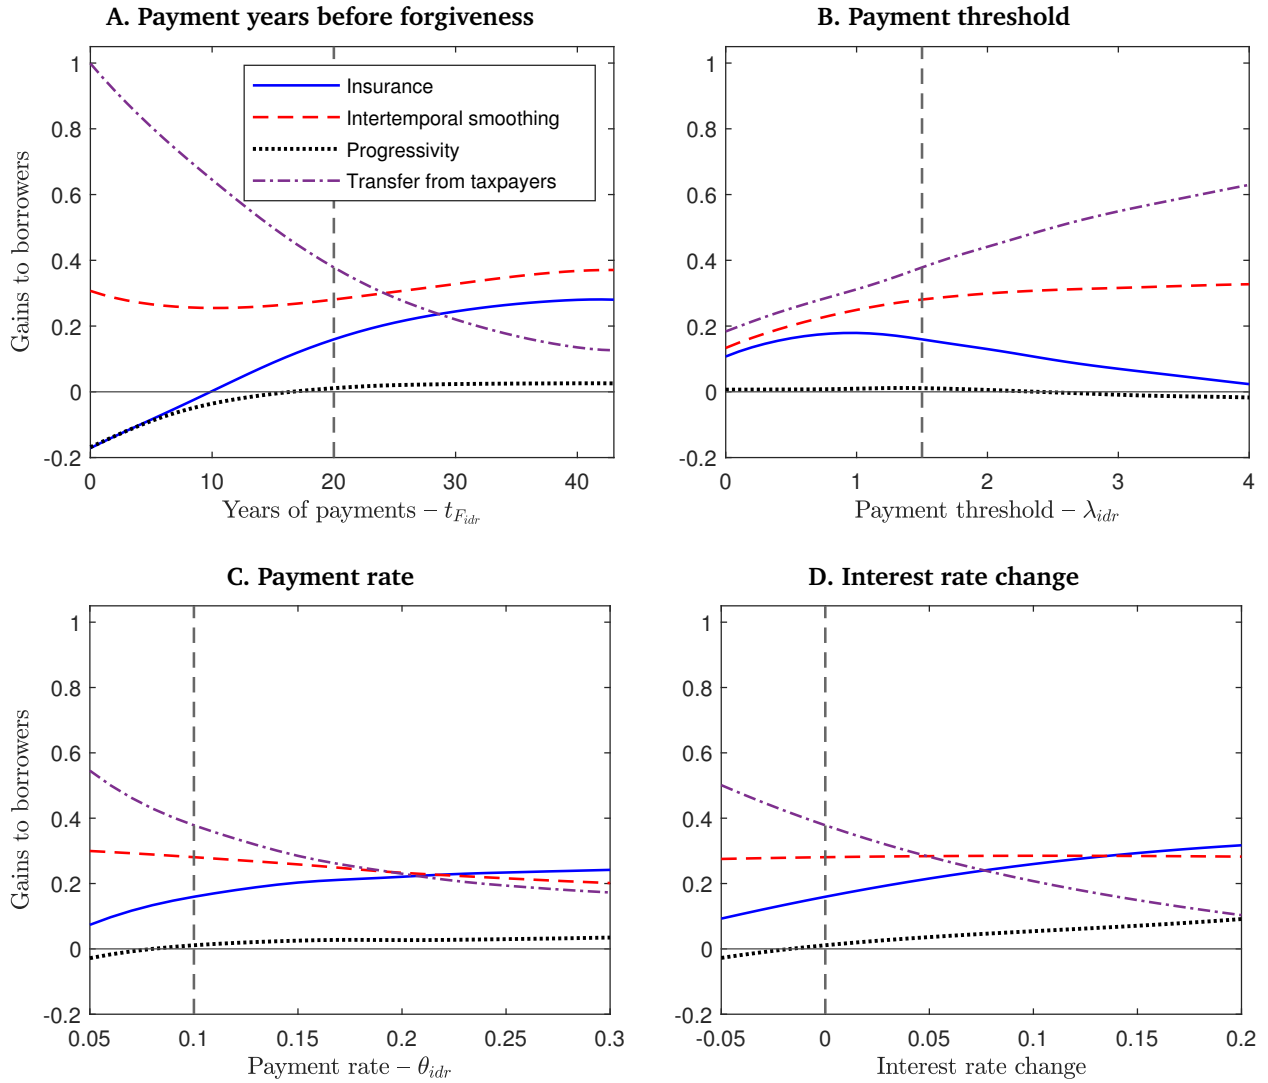 A. Payment years before forgiveness
Gains to borrowers
1
0.8
0.6
0.4
0.2
0
-0.2
Insurance
Intertemporal smoothing
Progressivity
Transfer from taxpayers
0 10 20 30 40
Years of payments – t_{F_{idr}}
B. Payment threshold
1
0.8
0.6
0.4
0.2
0
-0.2
0 1 2 3 4
Payment threshold – λ_{idr}
C. Payment rate
Gains to borrowers
1
0.8
0.6
0.4
0.2
0
-0.2
0.05 0.1 0.15 0.2 0.25 0.3
Payment rate – θ_{idr}
D. Interest rate change
Gains to borrowers
1
0.8
0.6
0.4
0.2
0
-0.2
-0.05 0 0.05 0.1 0.15 0.2
Interest rate change